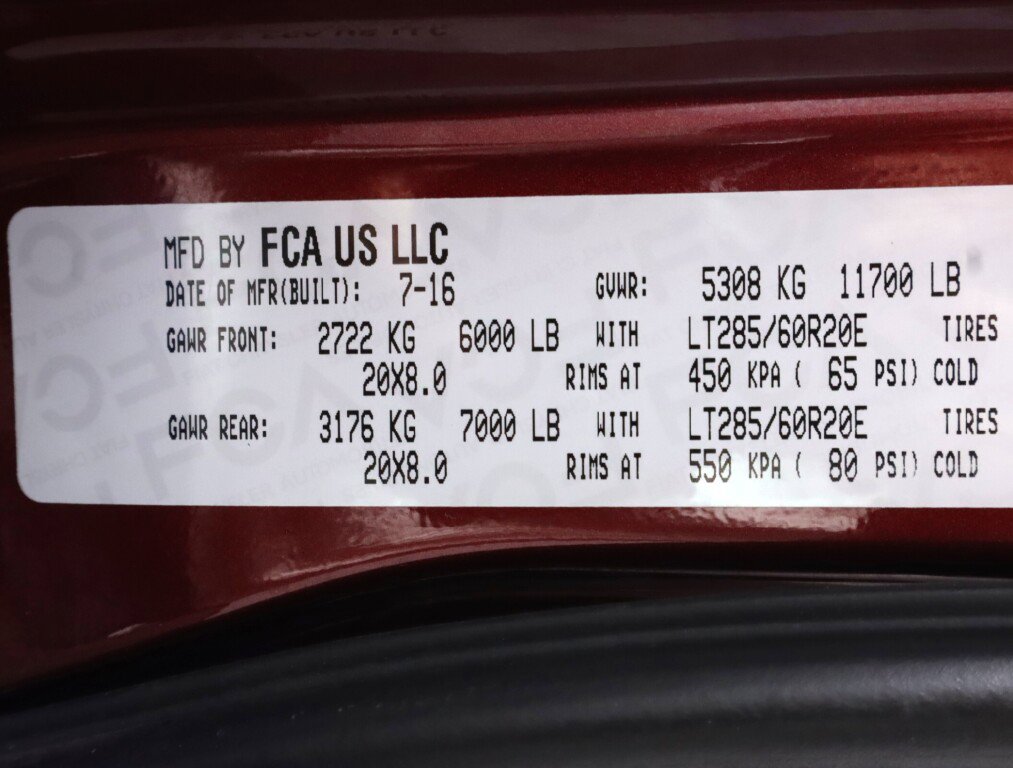 MFD BY FCA US LLC
DATE OF MFR(BUILT): 7-16 GVWR: 5308 KG 11700 LB
GAWR FRONT: 2722 KG 6000 LB WITH LT285/60R20E TIRES
20X8.0 RIMS AT 450 KPA ( 65 PSI) COLD
GAWR REAR: 3176 KG 7000 LB WITH LT285/60R20E TIRES
20X8.0 RIMS AT 550 KPA ( 80 PSI) COLD